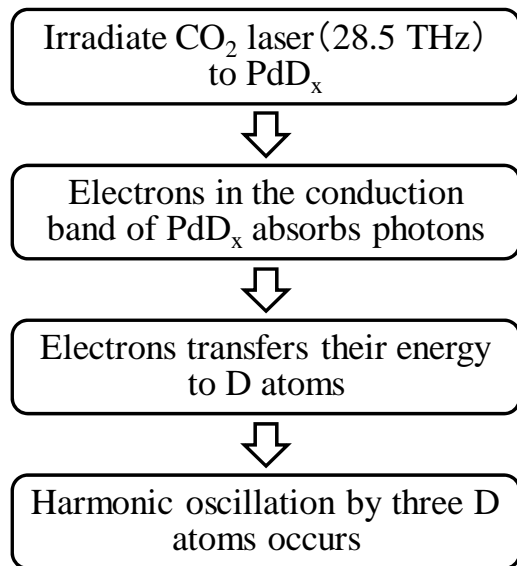 Irradiate CO₂ laser（28.5 THz）
to PdDₓ
Electrons in the conduction
band of PdDₓ absorbs photons
Electrons transfers their energy
to D atoms
Harmonic oscillation by three D
atoms occurs